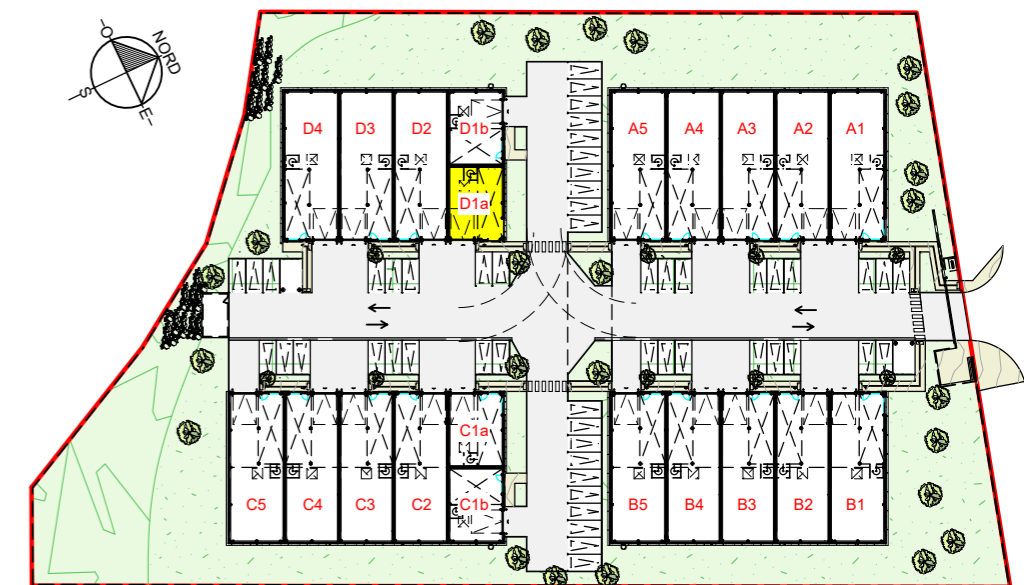 O
NORD
S
E
D4 D3 D2 D1b A5 A4 A3 A2 A1
D1a
C1a
C5 C4 C3 C2 C1b B5 B4 B3 B2 B1